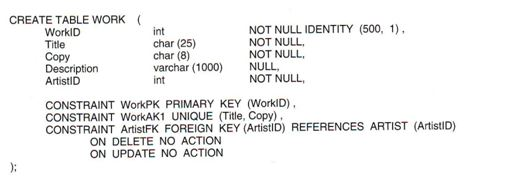 CREATE TABLE WORK (
WorkID int NOT NULL IDENTITY (500, 1) ,
Title char (25) NOT NULL,
Copy char (8) NOT NULL,
Description varchar (1000) NULL,
ArtistID int NOT NULL,
CONSTRAINT WorkPK PRIMARY KEY (WorkID) ,
CONSTRAINT WorkAK1 UNIQUE (Title, Copy) ,
CONSTRAINT ArtistFK FOREIGN KEY (ArtistID) REFERENCES ARTIST (ArtistID)
ON DELETE NO ACTION
ON UPDATE NO ACTION
);